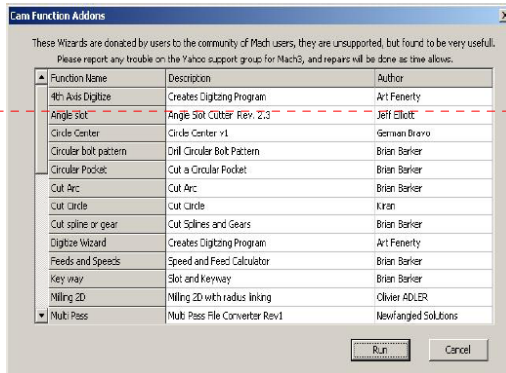 Cam Function Addons
These Wizards are donated by users to the community of Mach users, they are unsupported, but found to be very usefull.
Please report any trouble on the Yahoo support group for Mach3, and repairs will be done as time allows.
Function Name Description Author
4th Axis Digitize Creates Digitzing Program Art Fenerty
Angle slot Angle Slot Cutter Rev. 2.3 Jeff Elliott
Circle Center Circle Center v1 German Bravo
Circular bolt pattern Drill Circular Bolt Pattern Brian Barker
Circular Pocket Cut a Circular Pocket Brian Barker
Cut Arc Cut Arc Brian Barker
Cut Circle Cut Circle Kiran
Cut spline or gear Cut Splines and Gears Brian Barker
Digitize Wizard Creates Digitzing Program Art Fenerty
Feeds and Speeds Speed and Feed Calculator Brian Barker
Key way Slot and Keyway Brian Barker
Milling 2D Milling 2D with radius linking Olivier ADLER
Multi Pass Multi Pass File Converter Rev1 Newfangled Solutions
Run Cancel